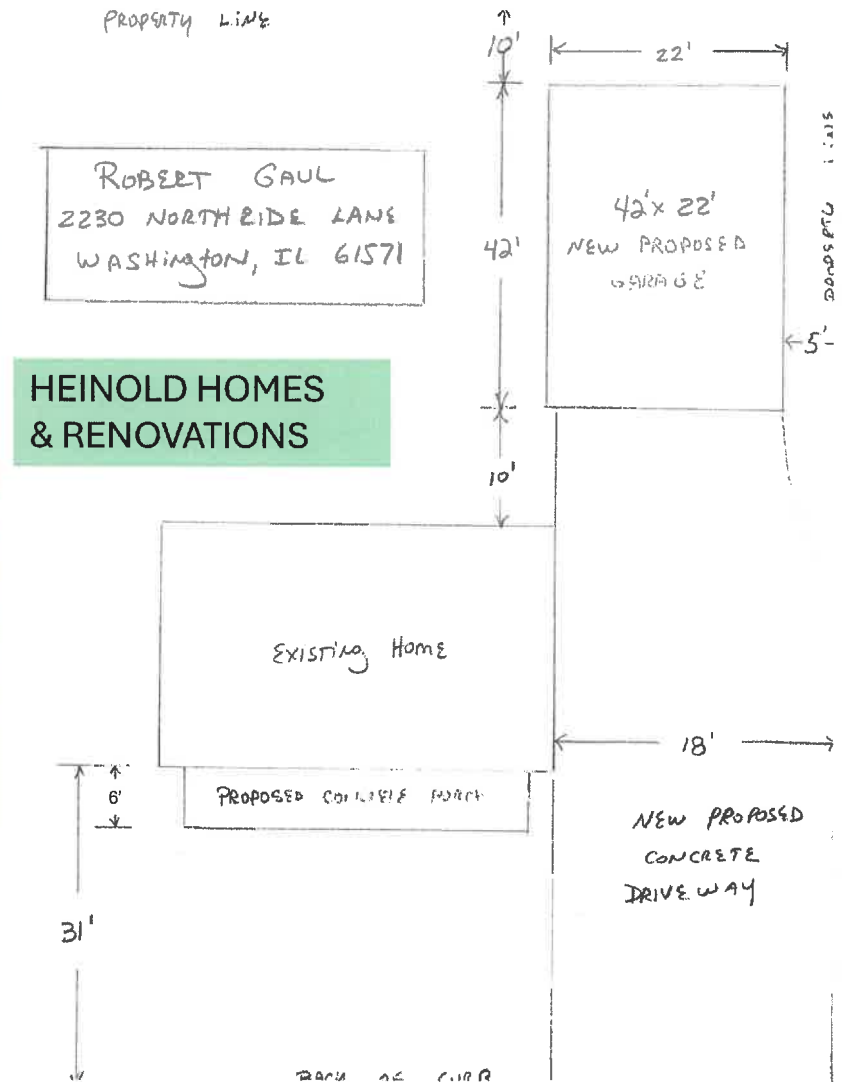 PROPERTY LINE
10'
22'
ROBERT GAUL
2230 NORTHRIDE LANE
WASHINGTON, IL 61571
42'
42' x 22'
NEW PROPOSED
GARAGE
PROPERTY LINE
5'
HEINOLD HOMES
& RENOVATIONS
10'
EXISTING HOME
18'
6'
PROPOSED CONCRETE PORCH
NEW PROPOSED
CONCRETE
DRIVEWAY
31'
BACK OF CURB